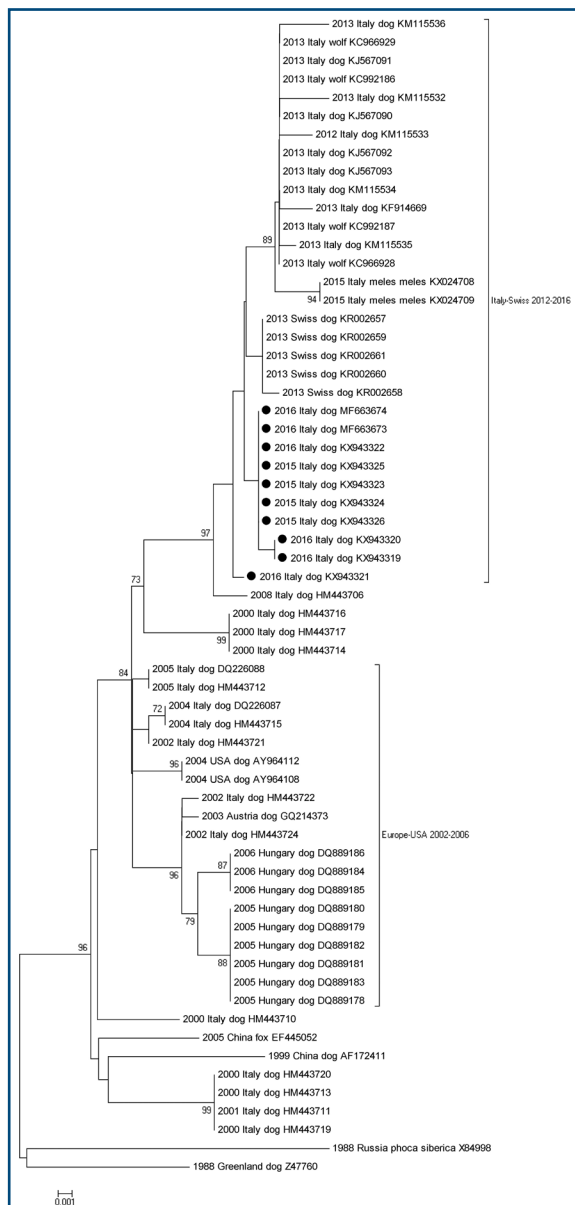 2013 Italy dog KM115536
2013 Italy wolf KC966929
2013 Italy dog KJ567091
2013 Italy wolf KC992186
2013 Italy dog KM115532
2013 Italy dog KJ567090
2012 Italy dog KM115533
2013 Italy dog KJ567092
2013 Italy dog KJ567093
2013 Italy dog KM115534
2013 Italy dog KF914669
2013 Italy wolf KC992187
89
2013 Italy dog KM115535
2013 Italy wolf KC966928
2015 Italy meles meles KX024708
94
2015 Italy meles meles KX024709
Italy-Swiss 2012-2016
2013 Swiss dog KR002657
2013 Swiss dog KR002659
2013 Swiss dog KR002661
2013 Swiss dog KR002660
2013 Swiss dog KR002658
2016 Italy dog MF663674
2016 Italy dog MF663673
2016 Italy dog KX943322
2015 Italy dog KX943325
2015 Italy dog KX943323
2015 Italy dog KX943324
2015 Italy dog KX943326
97
2016 Italy dog KX943320
2016 Italy dog KX943319
2016 Italy dog KX943321
73
2008 Italy dog HM443706
2000 Italy dog HM443716
2000 Italy dog HM443717
99
2000 Italy dog HM443714
84
2005 Italy dog DQ226088
2005 Italy dog HM443712
72
2004 Italy dog DQ226087
2004 Italy dog HM443715
2002 Italy dog HM443721
96
2004 USA dog AY964112
2004 USA dog AY964108
2002 Italy dog HM443722
2003 Austria dog GQ214373
2002 Italy dog HM443724
Europe-USA 2002-2006
2006 Hungary dog DQ889186
87
2006 Hungary dog DQ889184
96
2006 Hungary dog DQ889185
2005 Hungary dog DQ889180
79
2005 Hungary dog DQ889179
2005 Hungary dog DQ889182
96
2005 Hungary dog DQ889181
88
2005 Hungary dog DQ889183
2005 Hungary dog DQ889178
2000 Italy dog HM443710
2005 China fox EF445052
1999 China dog AF172411
2000 Italy dog HM443720
2000 Italy dog HM443713
99
2001 Italy dog HM443711
2000 Italy dog HM443719
1988 Russia phoca siberica X84998
1988 Greenland dog Z47760
0.001